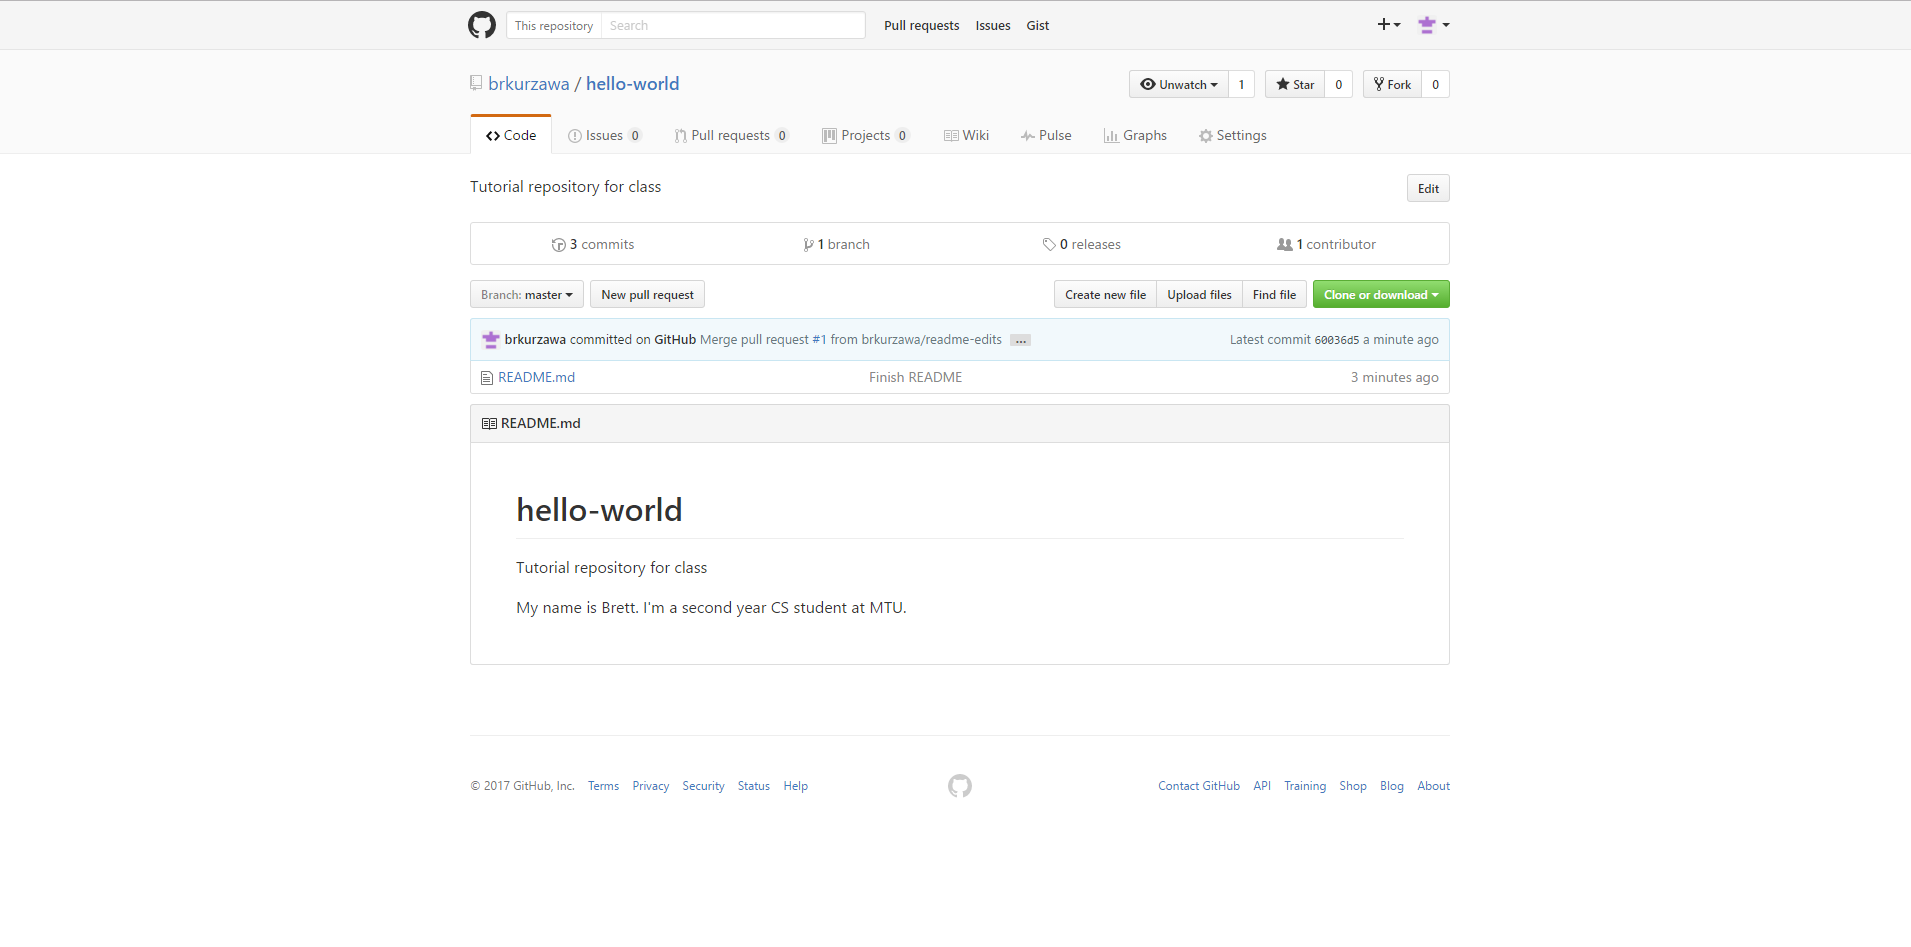 This repository Search Pull requests Issues Gist
brkurzawa / hello-world Unwatch 1 Star 0 Fork 0
Code Issues 0 Pull requests 0 Projects 0 Wiki Pulse Graphs Settings
Tutorial repository for class Edit
3 commits 1 branch 0 releases 1 contributor
Branch: master New pull request Create new file Upload files Find file Clone or download
brkurzawa committed on GitHub Merge pull request #1 from brkurzawa/readme-edits ... Latest commit 60036d5 a minute ago
README.md Finish README 3 minutes ago
README.md
hello-world
Tutorial repository for class
My name is Brett. I'm a second year CS student at MTU.
© 2017 GitHub, Inc. Terms Privacy Security Status Help Contact GitHub API Training Shop Blog About